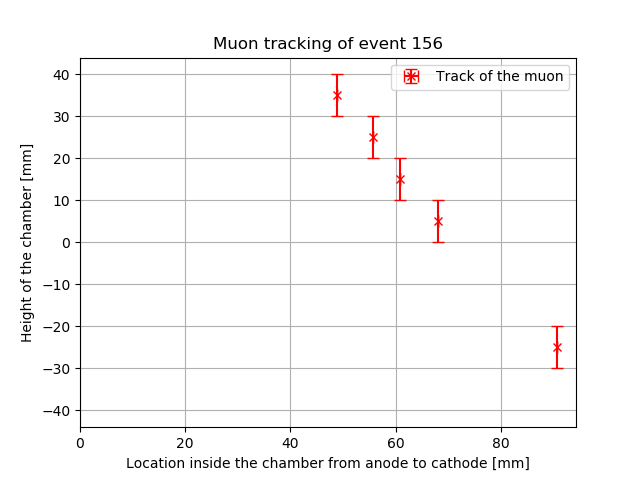 Muon tracking of event 156
Track of the muon
40
30
20
10
0
−10
−20
−30
−40
Height of the chamber [mm]
0 20 40 60 80
Location inside the chamber from anode to cathode [mm]